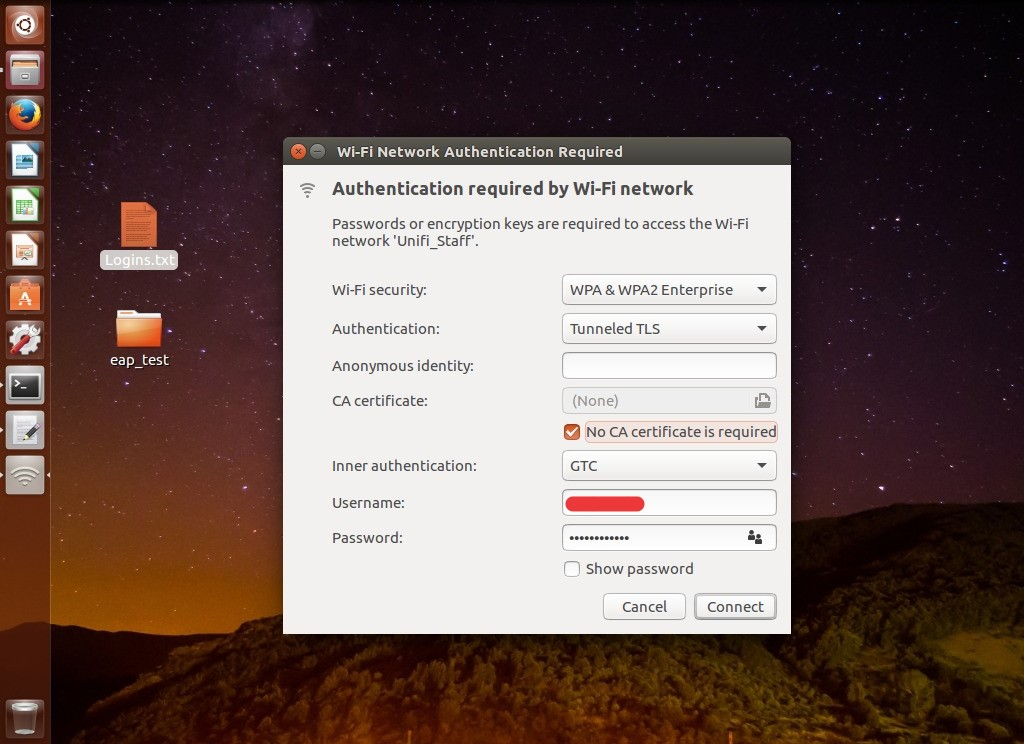 Wi-Fi Network Authentication Required
Authentication required by Wi-Fi network
Passwords or encryption keys are required to access the Wi-Fi
network 'Unifi_Staff'.
Wi-Fi security: WPA & WPA2 Enterprise
Authentication: Tunneled TLS
Anonymous identity:
CA certificate: (None)
No CA certificate is required
Inner authentication: GTC
Username:
Password: ••••••••••••
Show password
Cancel Connect
Logins.txt
eap_test